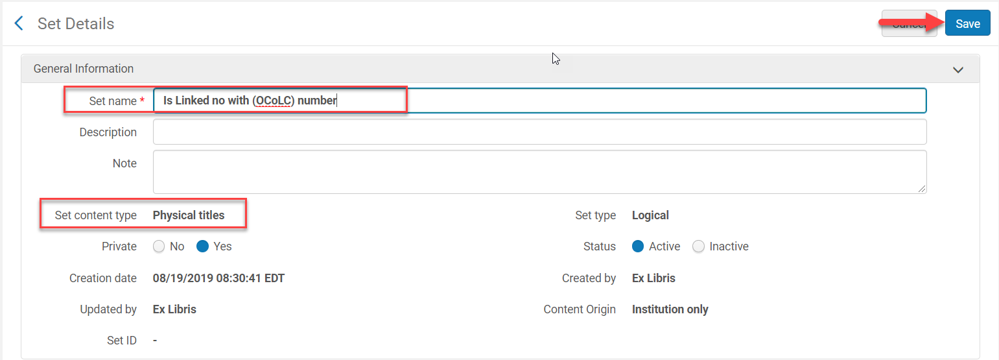 Set Details
Save
General Information
Set name * Is Linked no with (OCoLC) number
Description
Note
Set content type Physical titles Set type Logical
Private No Yes Status Active Inactive
Creation date 08/19/2019 08:30:41 EDT Created by Ex Libris
Updated by Ex Libris Content Origin Institution only
Set ID -